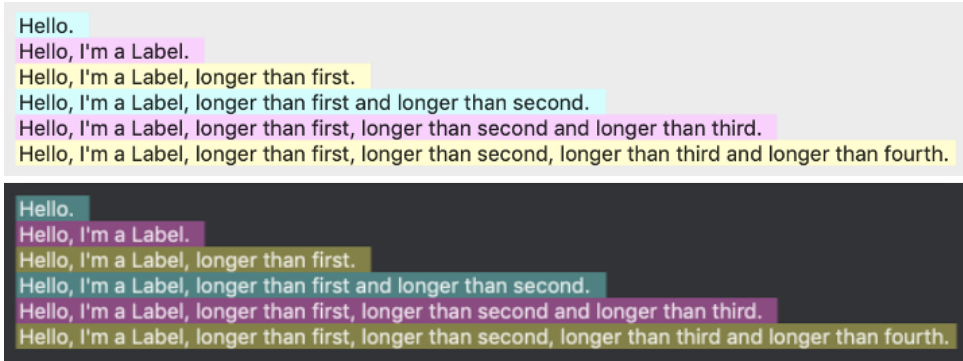 Hello.
Hello, I'm a Label.
Hello, I'm a Label, longer than first.
Hello, I'm a Label, longer than first and longer than second.
Hello, I'm a Label, longer than first, longer than second and longer than third.
Hello, I'm a Label, longer than first, longer than second, longer than third and longer than fourth.
Hello.
Hello, I'm a Label.
Hello, I'm a Label, longer than first.
Hello, I'm a Label, longer than first and longer than second.
Hello, I'm a Label, longer than first, longer than second and longer than third.
Hello, I'm a Label, longer than first, longer than second, longer than third and longer than fourth.